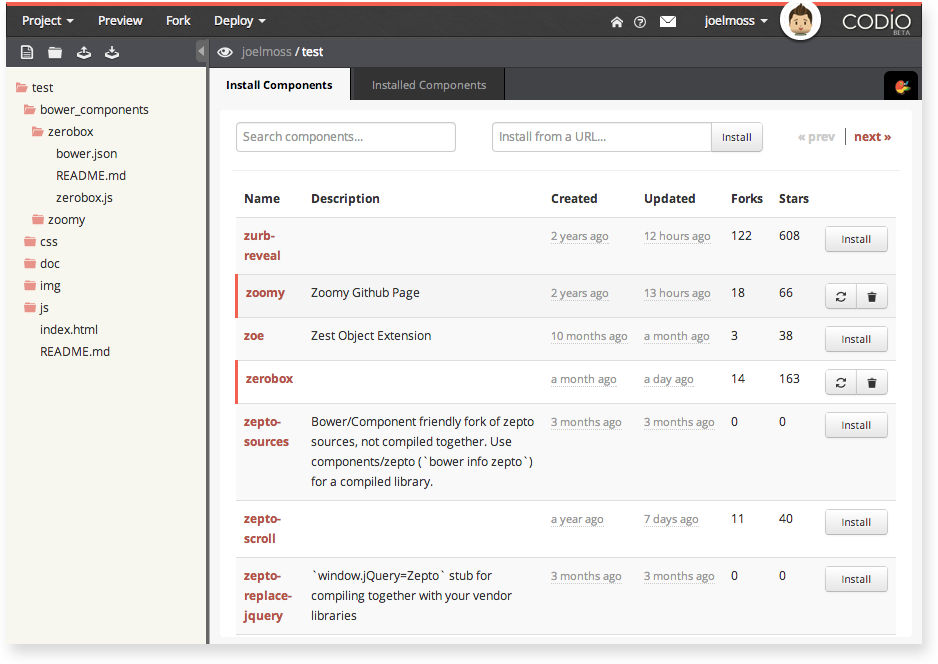 Project Preview Fork Deploy joelmoss CODIO
BETA
joelmoss / test
test
bower_components
zerobox
bower.json
README.md
zerobox.js
zoomy
css
doc
img
js
index.html
README.md
Install Components Installed Components
Search components... Install from a URL... Install « prev next »
Name Description Created Updated Forks Stars
zurb-
reveal
2 years ago 12 hours ago 122 608 Install
zoomy Zoomy Github Page 2 years ago 13 hours ago 18 66
zoe Zest Object Extension 10 months ago a month ago 3 38 Install
zerobox a month ago a day ago 14 163
zepto-
sources
Bower/Component friendly fork of zepto
sources, not compiled together. Use
components/zepto (`bower info zepto`)
for a compiled library.
3 months ago 3 months ago 0 0 Install
zepto-
scroll
a year ago 7 days ago 11 40 Install
zepto-
replace-
jquery
`window.jQuery=Zepto` stub for
compiling together with your vendor
libraries
3 months ago 3 months ago 0 0 Install